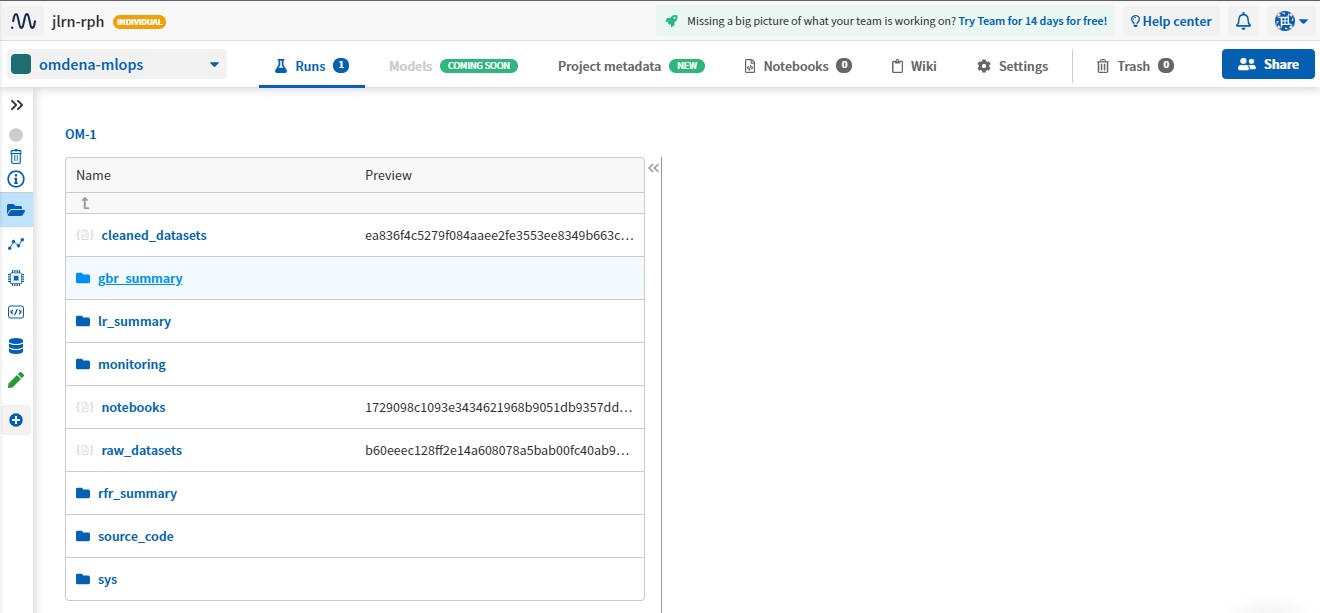 jlrn-rph INDIVIDUAL Missing a big picture of what your team is working on? Try Team for 14 days for free! Help center
omdena-mlops Runs 1 Models COMING SOON Project metadata NEW Notebooks 0 Wiki Settings Trash 0 Share
OM-1
Name Preview
cleaned_datasets ea836f4c5279f084aaee2fe3553ee8349b663c...
gbr_summary
lr_summary
monitoring
notebooks 1729098c1093e3434621968b9051db9357dd...
raw_datasets b60eeec128ff2e14a608078a5bab00fc40ab9...
rfr_summary
source_code
sys